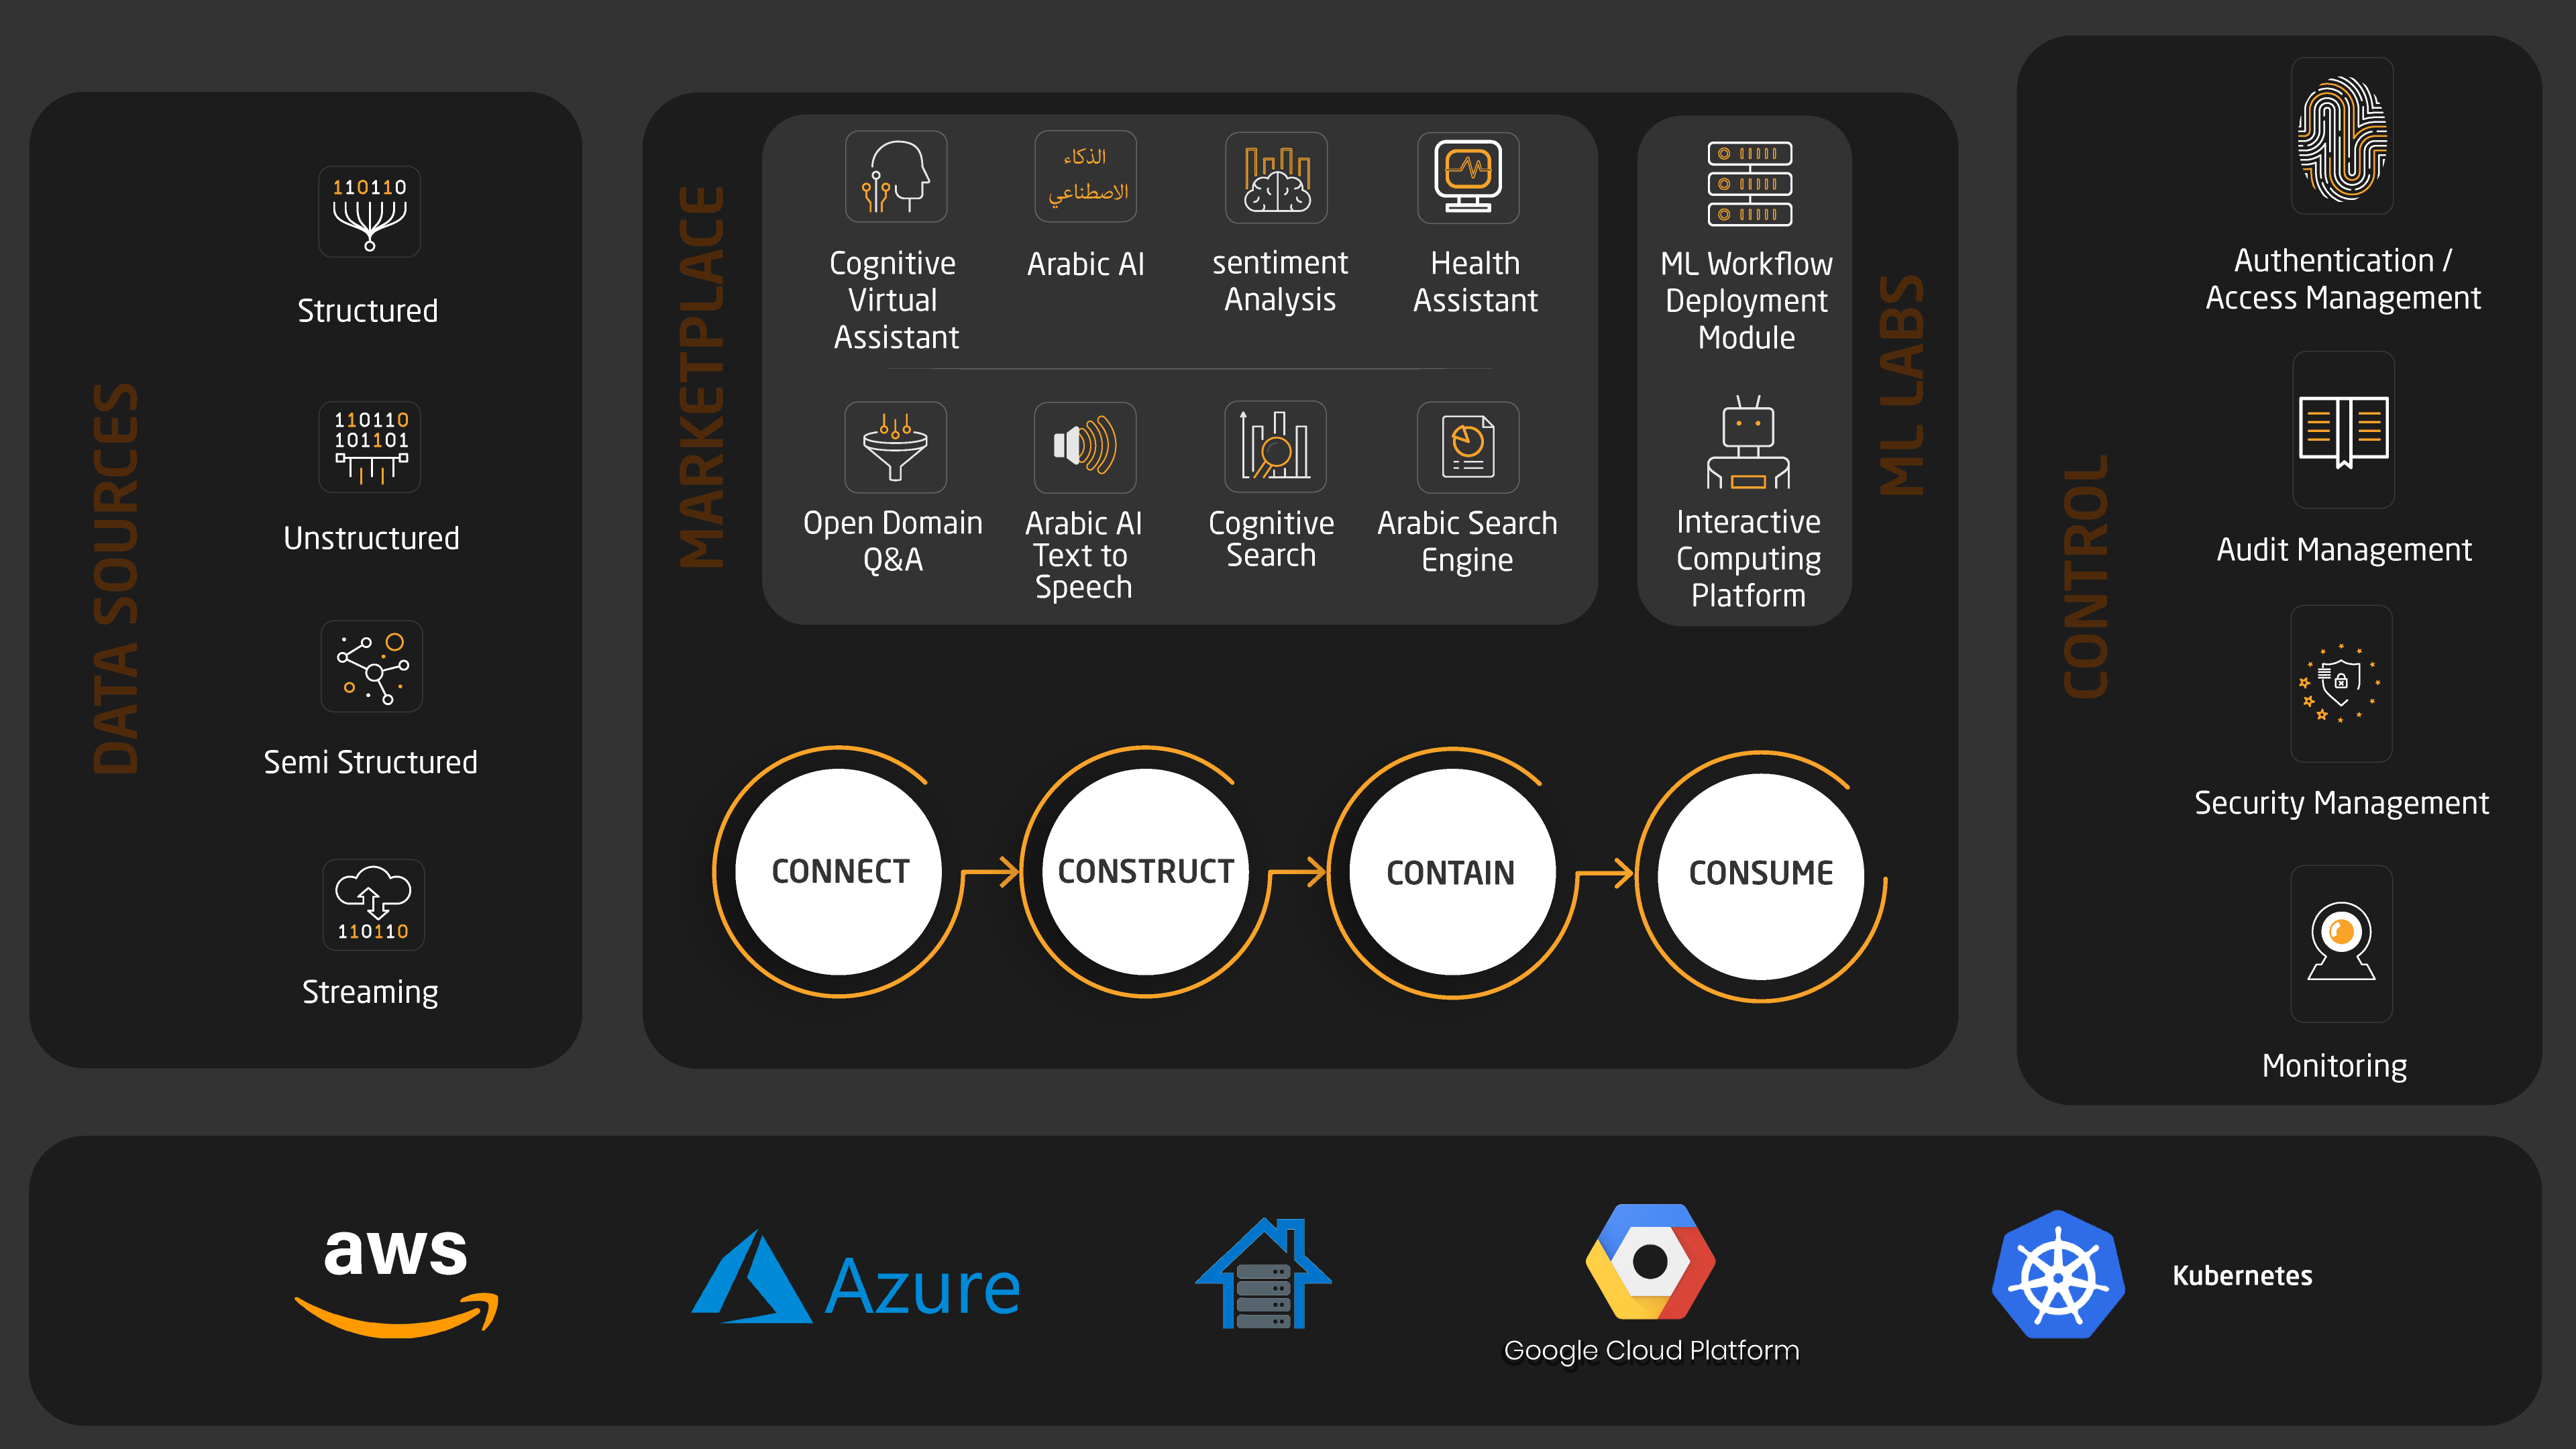 DATA SOURCES
110110
Structured
110110
101101
Unstructured
Semi Structured
110110
Streaming
MARKETPLACE
Cognitive
Virtual
Assistant
الذكاء
الاصطناعي
Arabic AI
sentiment
Analysis
Health
Assistant
Open Domain
Q&A
Arabic AI
Text to
Speech
Cognitive
Search
Arabic Search
Engine
ML Workflow
Deployment
Module
Interactive
Computing
Platform
ML LABS
CONNECT
CONSTRUCT
CONTAIN
CONSUME
CONTROL
Authentication /
Access Management
Audit Management
Security Management
Monitoring
aws
Azure
Google Cloud Platform
Kubernetes